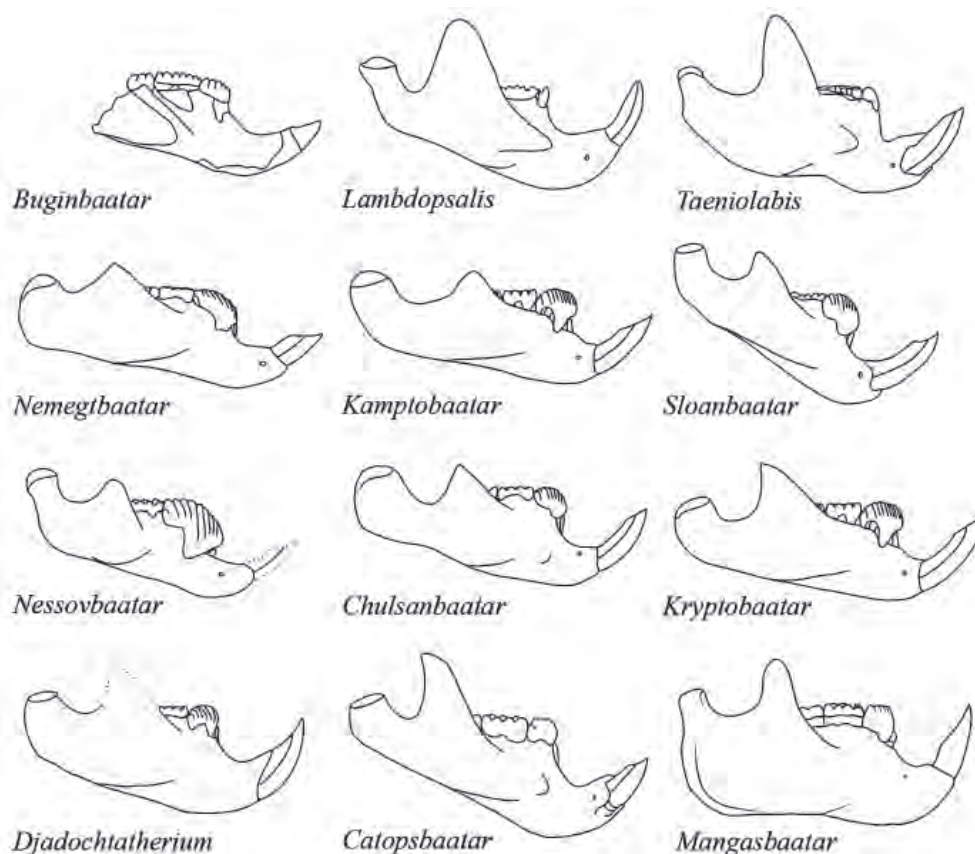 Buginbaatar
Lambdopsalis
Taeniolabis
Nemegtbaatar
Kamptobaatar
Sloanbaatar
Nessovbaatar
Chulsanbaatar
Kryptobaatar
Djadochtatherium
Catopsbaatar
Mangasbaatar